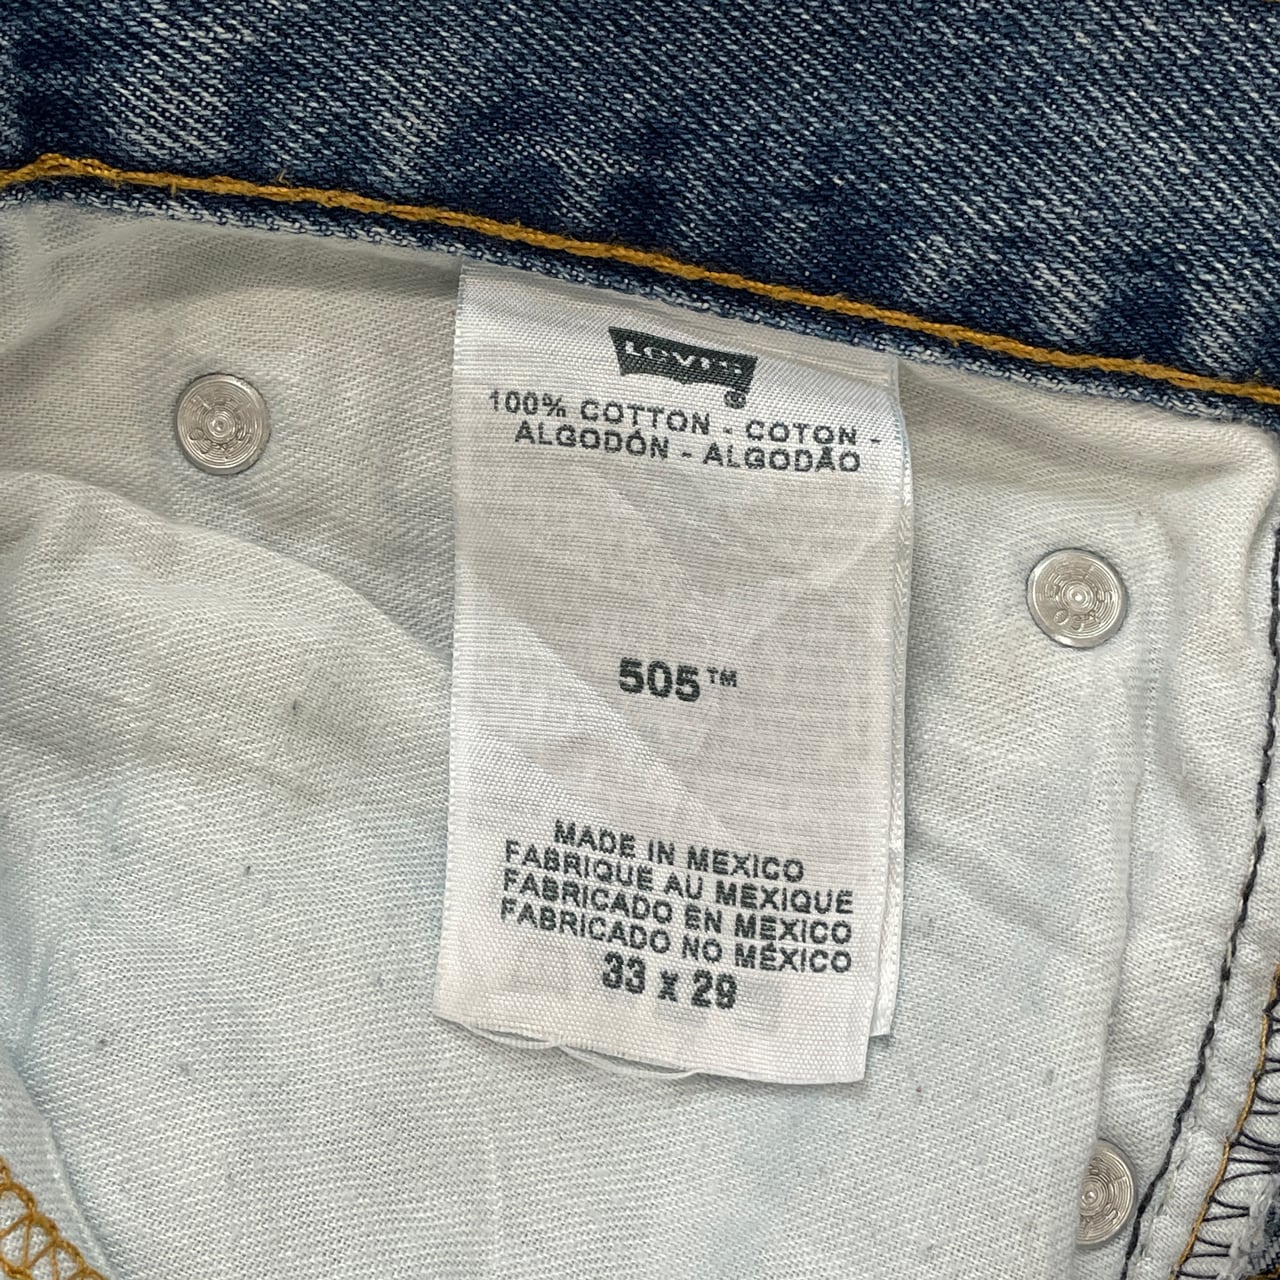 Levi's®
100% COTTON - COTON -
ALGODÓN - ALGODÃO
505™
MADE IN MEXICO
FABRIQUE AU MEXIQUE
FABRICADO EN MEXICO
FABRICADO NO MÉXICO
33 x 29